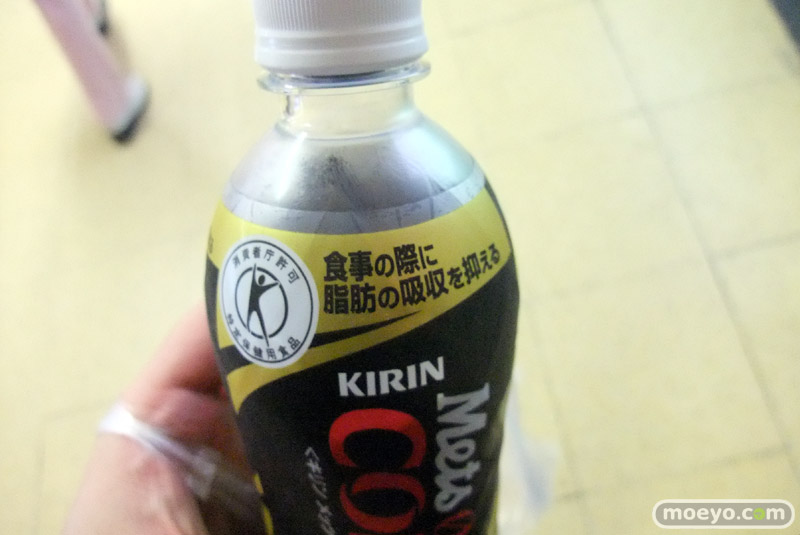 消費者庁許可
特定保健用食品
食事の際に
脂肪の吸収を抑える
KIRIN
Mets
CO
moeyo.com